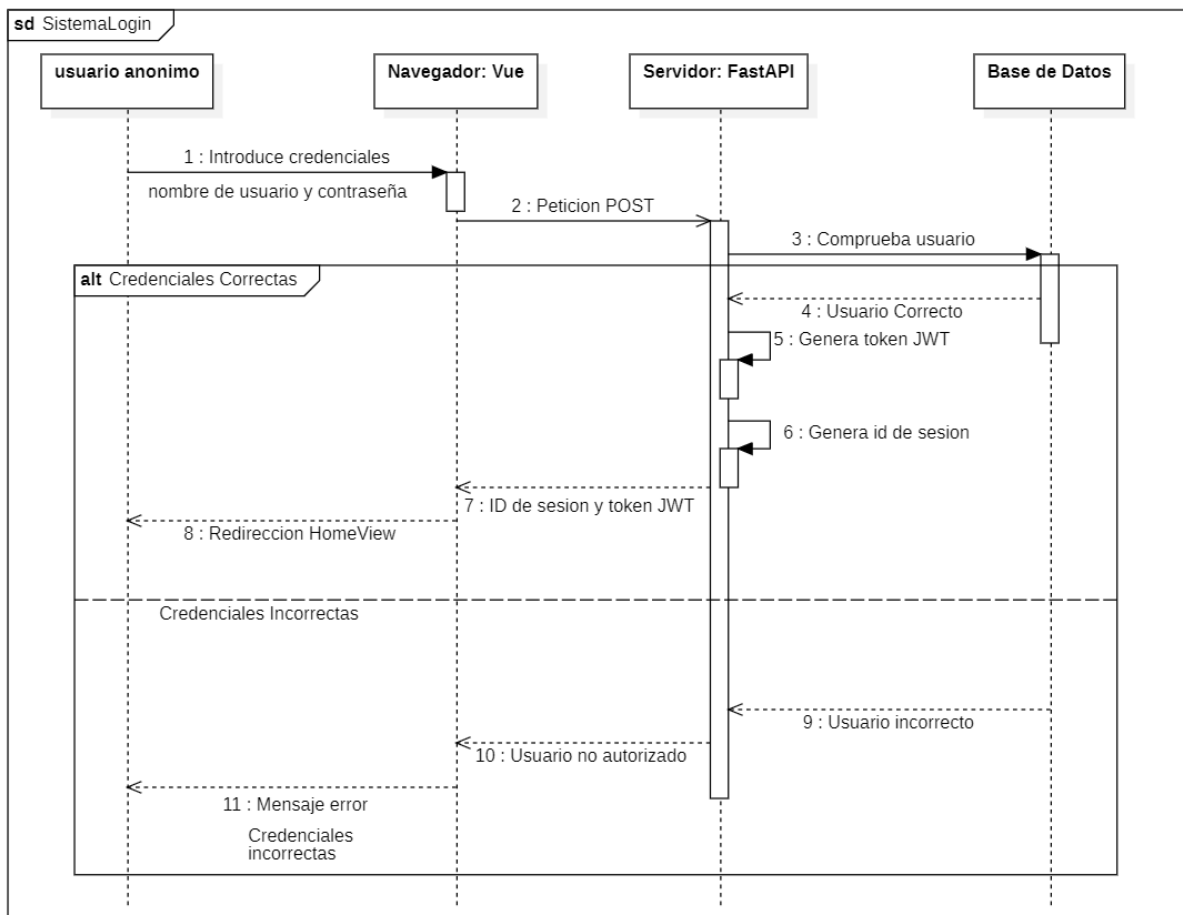 sd SistemaLogin
usuario anonimo
Navegador: Vue
Servidor: FastAPI
Base de Datos
1 : Introduce credenciales
nombre de usuario y contraseña
2 : Peticion POST
3 : Comprueba usuario
alt Credenciales Correctas
4 : Usuario Correcto
5 : Genera token JWT
6 : Genera id de sesion
7 : ID de sesion y token JWT
8 : Redireccion HomeView
Credenciales Incorrectas
9 : Usuario incorrecto
10 : Usuario no autorizado
11 : Mensaje error
Credenciales
incorrectas